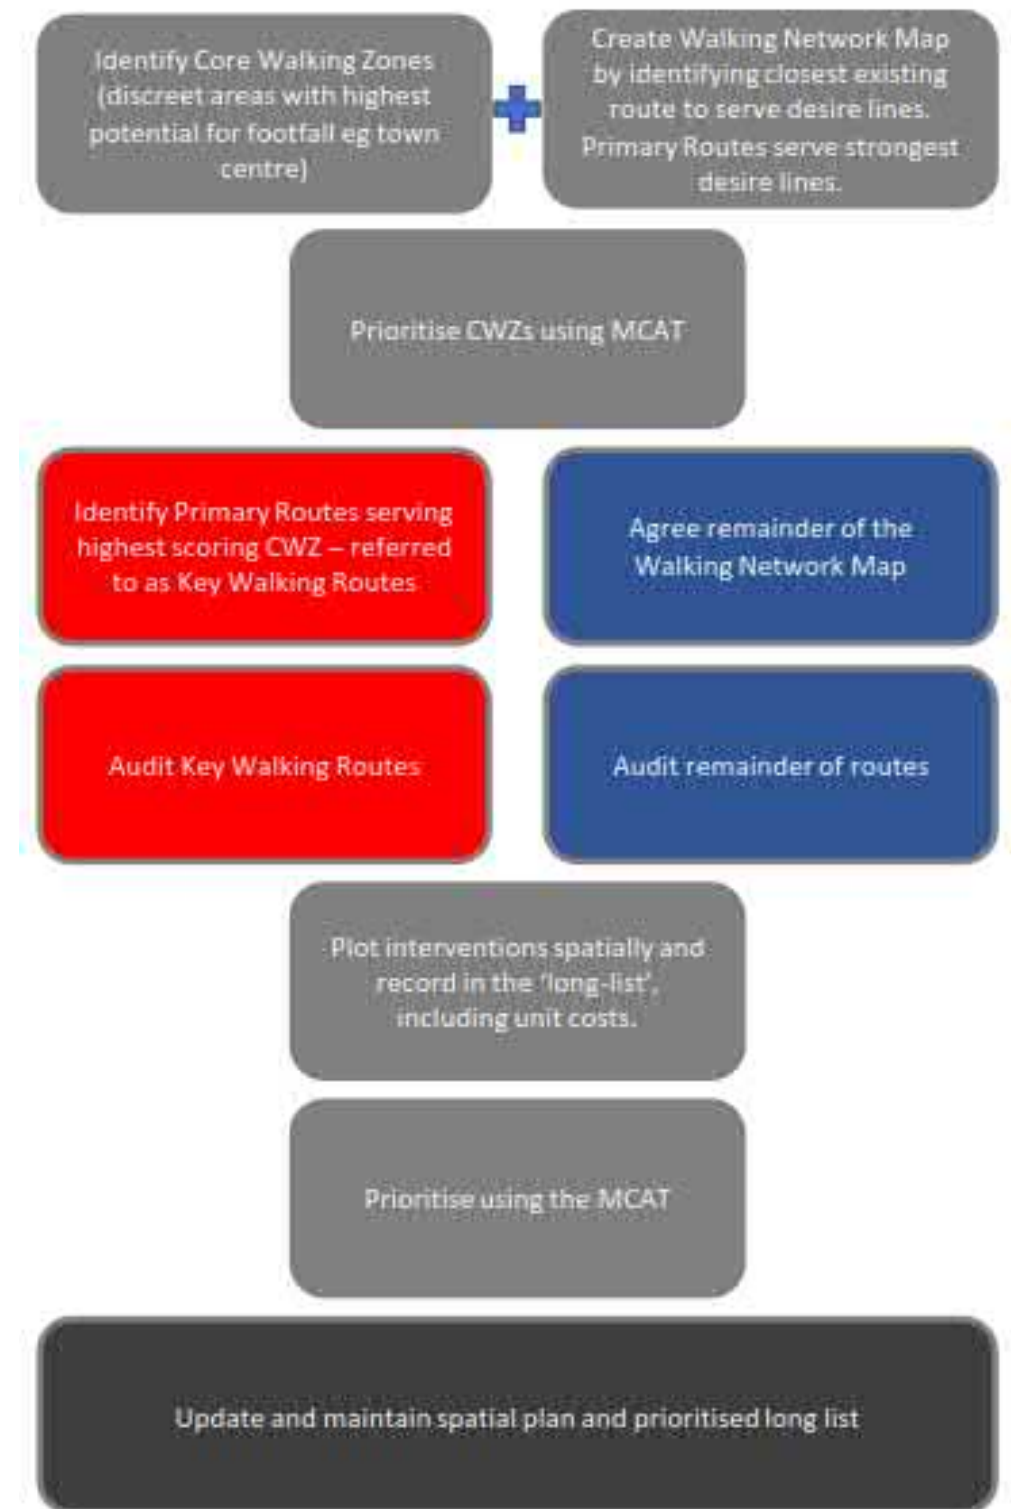 Identify Core Walking Zones
(discreet areas with highest
potential for footfall eg town
centre)
Create Walking Network Map
by identifying closest existing
route to serve desire lines.
Primary Routes serve strongest
desire lines.
Prioritise CWZs using MCAT
Identify Primary Routes serving
highest scoring CWZ – referred
to as Key Walking Routes
Agree remainder of the
Walking Network Map
Audit Key Walking Routes
Audit remainder of routes
Plot interventions spatially and
record in the ‘long-list’,
including unit costs.
Prioritise using the MCAT
Update and maintain spatial plan and prioritised long list